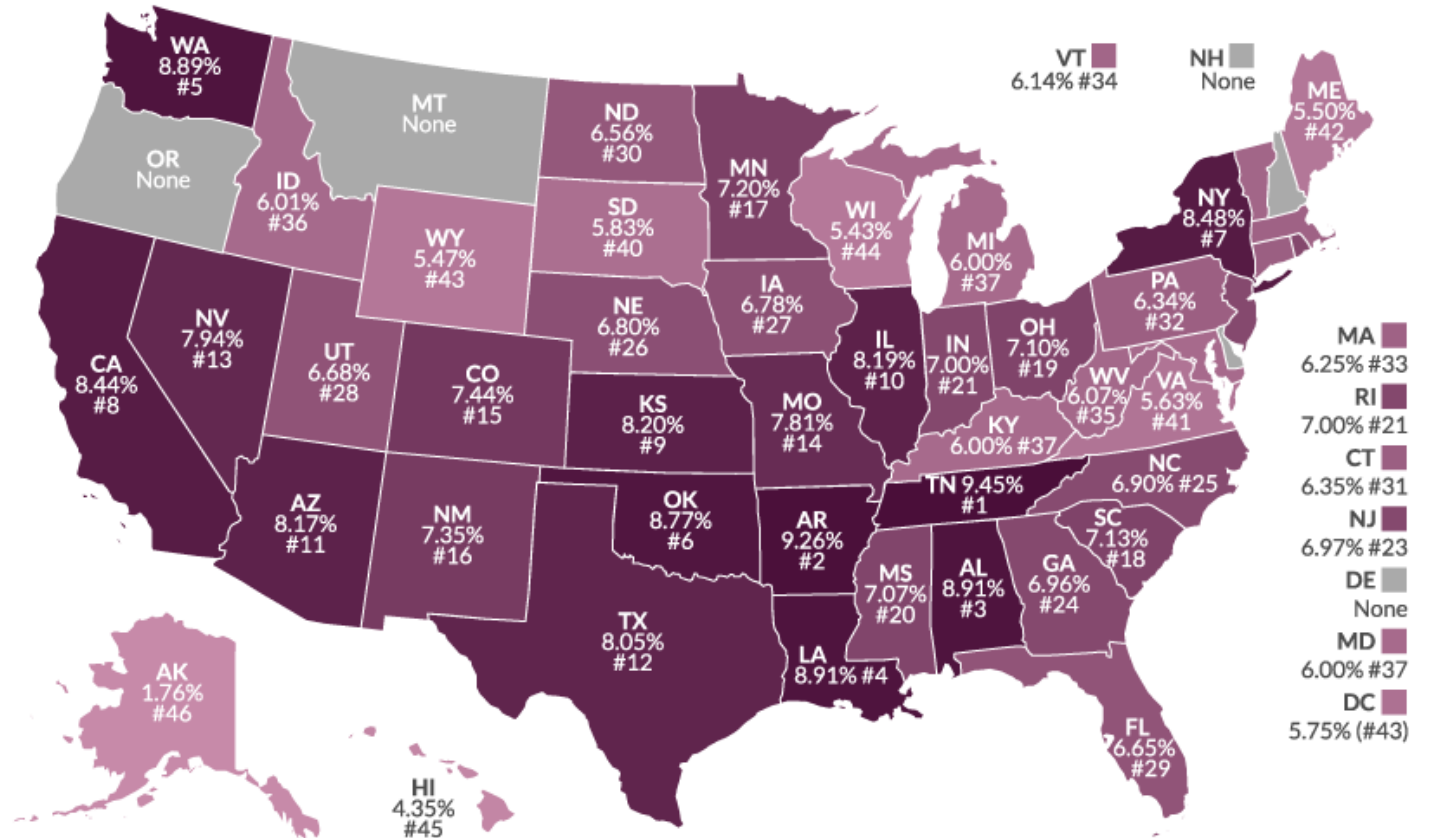 WA
8.89%
#5
MT
None
OR
None
ID
6.01%
#36
WY
5.47%
#43
ND
6.56%
#30
SD
5.83%
#40
MN
7.20%
#17
WI
5.43%
#44
MI
6.00%
#37
VT
6.14% #34
NH
None
ME
5.50%
#42
NY
8.48%
#7
PA
6.34%
#32
CA
8.44%
#8
NV
7.94%
#13
UT
6.68%
#28
CO
7.44%
#15
NE
6.80%
#26
IA
6.78%
#27
IL
8.19%
#10
IN
7.00%
#21
OH
7.10%
#19
WV
6.07%
#35
VA
5.63%
#41
KS
8.20%
#9
MO
7.81%
#14
KY
6.00% #37
AZ
8.17%
#11
NM
7.35%
#16
OK
8.77%
#6
AR
9.26%
#2
TN 9.45%
#1
NC
6.90% #25
SC
7.13%
#18
TX
8.05%
#12
LA
8.91% #4
MS
7.07%
#20
AL
8.91%
#3
GA
6.96%
#24
FL
6.65%
#29
AK
1.76%
#46
HI
4.35%
#45
MA
6.25% #33
RI
7.00% #21
CT
6.35% #31
NJ
6.97% #23
DE
None
MD
6.00% #37
DC
5.75% (#43)